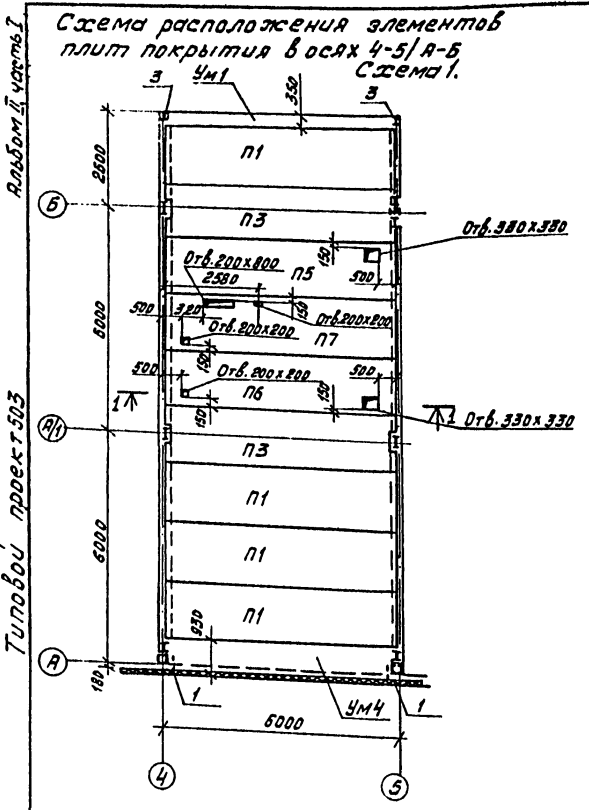 Схема расположения элементов
плит покрытия в осях 4-5/А-Б
Схема 1.
Альбом II, часть I
Типовой проект 503
3
Ум1
350
3
2600
П1
Б
П3
Отв.380х380
150
500
Отв.200х800
П5
2580
500
320
150
Отв.200х200
6000
Отв.200х200
П7
150
500
Отв.200х200
500
1
П6
150
150
1
Отв.330х330
А/1
П3
П1
6000
П1
П1
930
А
180
1
Ум4
1
6000
4
5